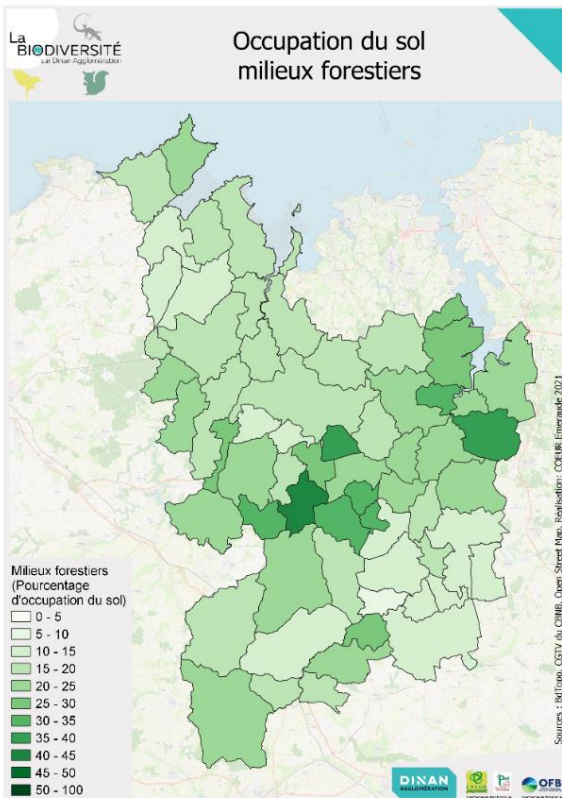 La
BIODIVERSITÉ
sur Dinan Agglomération
Occupation du sol
milieux forestiers
Milieux forestiers
(Pourcentage
d'occupation du sol)
0 - 5
5 - 10
10 - 15
15 - 20
20 - 25
25 - 30
30 - 35
35 - 40
40 - 45
45 - 50
50 - 100
Sources : BdTopo, CGTV du CBNB, Open Street Map. Réalisation: COEUR Emeraude 2021
DINAN
AGGLOMÉRATION
OFB